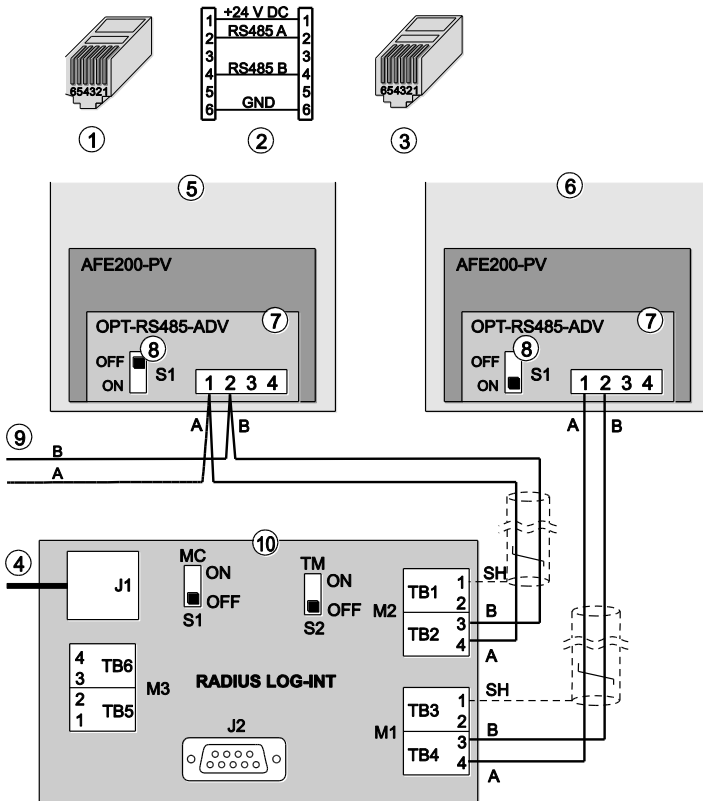 654321
1
+24 V DC
1 1
RS485 A
2 2
3 3
RS485 B
4 4
5 5
GND
6 6
2
654321
3
5
6
AFE200-PV
AFE200-PV
OPT-RS485-ADV
7
OPT-RS485-ADV
7
8
OFF
ON
S1
1 2 3 4
8
OFF
ON
S1
1 2 3 4
A B
A B
9
B
A
4
10
J1
MC
ON
OFF
S1
TM
ON
OFF
S2
M2
TB1
TB2
1
2
3
4
SH
B
A
4
3
2
1
TB6
TB5
M3
RADIUS LOG-INT
J2
M1
TB3
TB4
1
2
3
4
SH
B
A